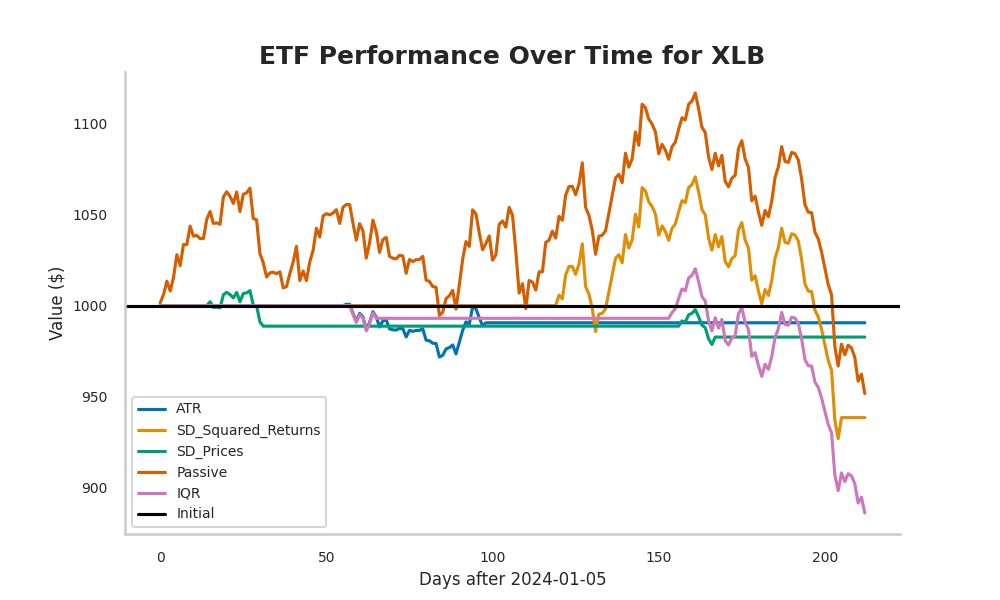 ETF Performance Over Time for XLB
Value ($)
1100
1050
1000
950
900
ATR
SD_Squared_Returns
SD_Prices
Passive
IQR
Initial
0 50 100 150 200
Days after 2024-01-05